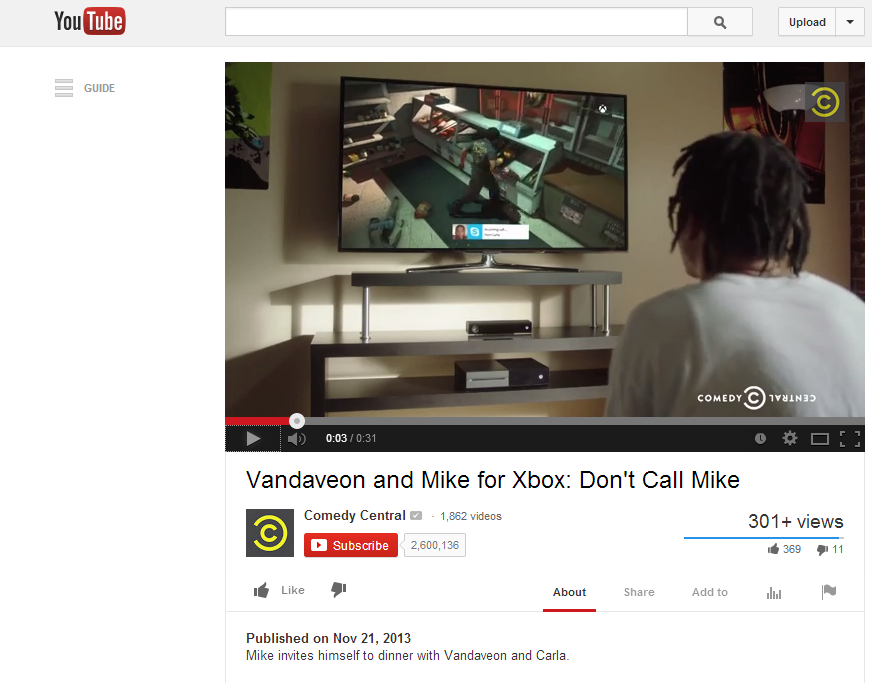 You Tube
Upload
GUIDE
COMEDY CENTRAL
0:03 / 0:31
Vandaveon and Mike for Xbox: Don't Call Mike
Comedy Central · 1,862 videos
Subscribe 2,600,136
301+ views
369 11
Like
About Share Add to
Published on Nov 21, 2013
Mike invites himself to dinner with Vandaveon and Carla.